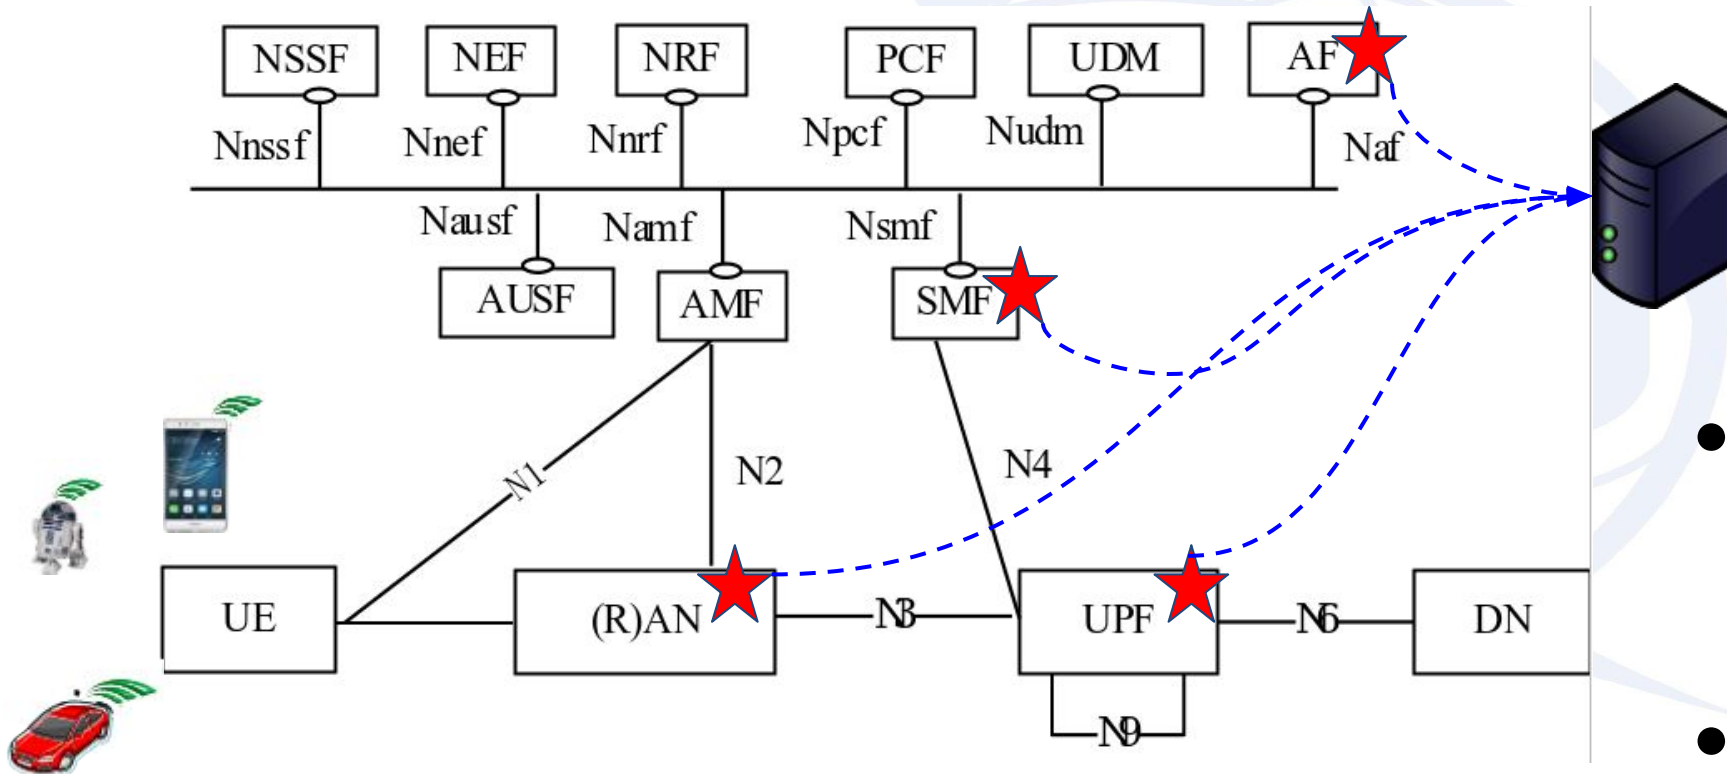 NSSF
NEF
NRF
PCF
UDM
AF
Nnssf
Nnef
Nnrf
Npcf
Nudm
Naf
Nausf
Namf
Nsmf
AUSF
AMF
SMF
N1
N2
N4
UE
(R)AN
N3
UPF
N6
DN
N9